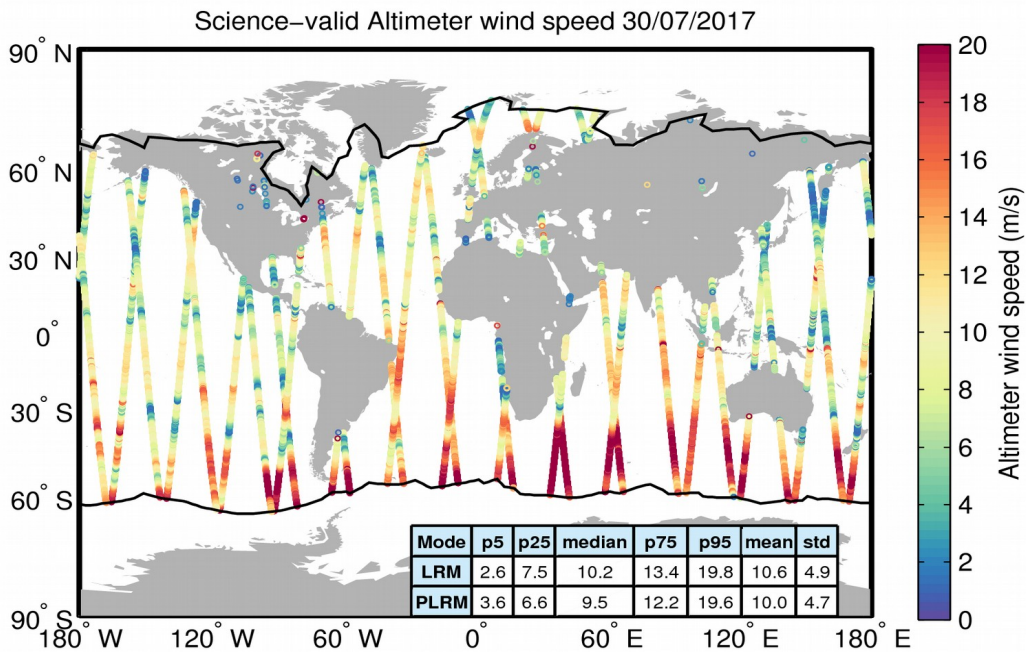 Science-valid Altimeter wind speed 30/07/2017
90° N
60° N
30° N
0°
30° S
60° S
90° S
180° W
120° W
60° W
0°
60° E
120° E
180° E
Mode p5 p25 median p75 p95 mean std
LRM 2.6 7.5 10.2 13.4 19.8 10.6 4.9
PLRM 3.6 6.6 9.5 12.2 19.6 10.0 4.7
20
18
16
14
12
10
8
6
4
2
0
Altimeter wind speed (m/s)